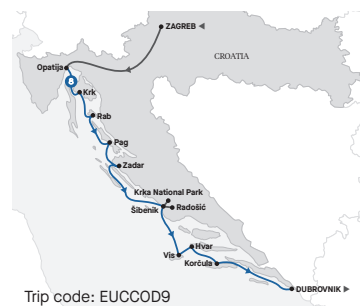 ZAGREB ◀
CROATIA
Opatija
Krk
Rab
Pag
Zadar
Krka National Park
Šibenik
Radošić
Hvar
Vis
Korčula
DUBROVNIK ▶
Trip code: EUCCOD9